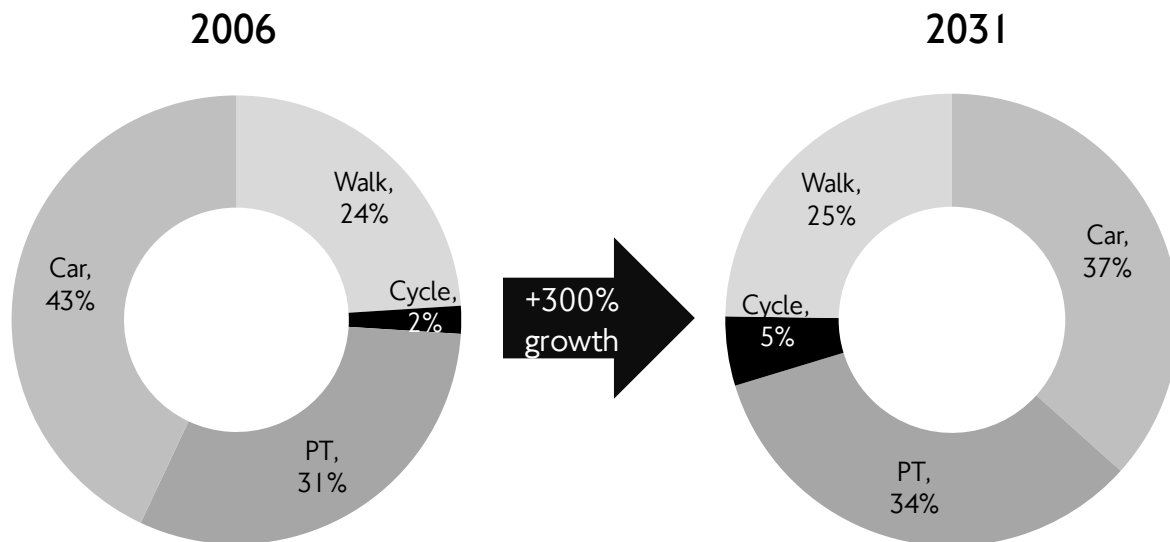 2006
Walk,
24%
Cycle,
2%
PT,
31%
Car,
43%
+300%
growth
2031
Car,
37%
PT,
34%
Cycle,
5%
Walk,
25%